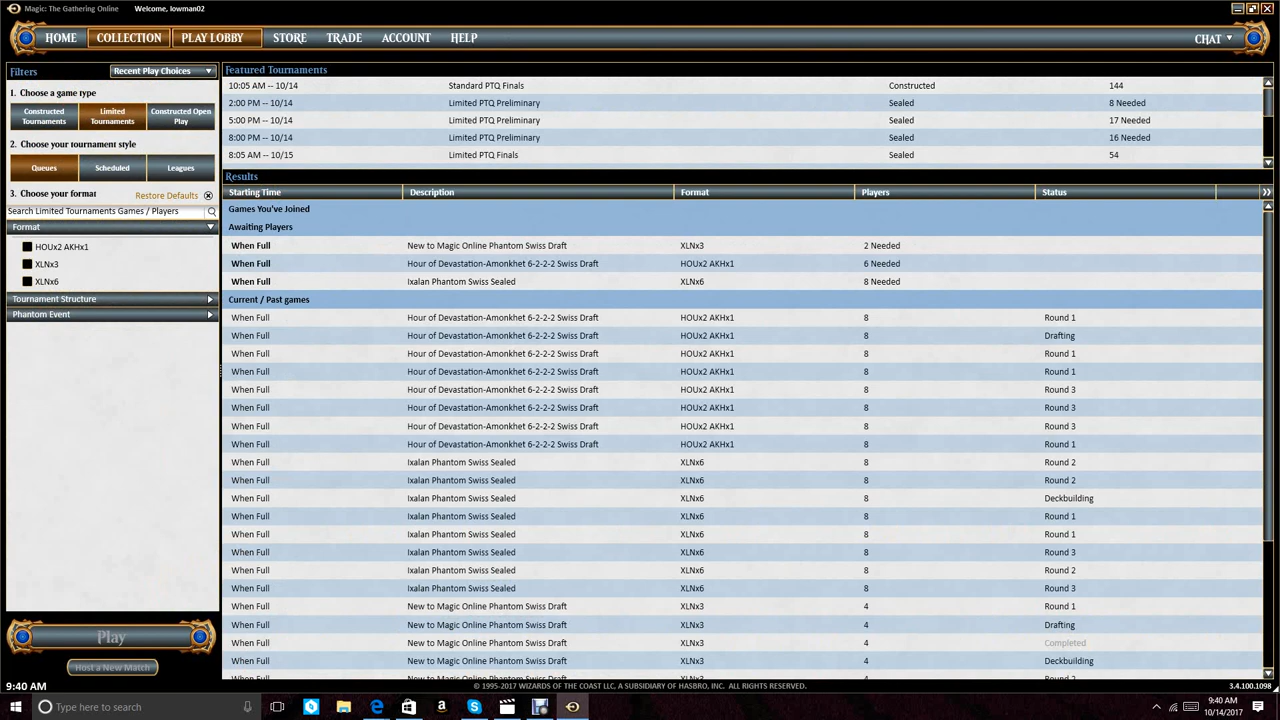 Magic: The Gathering Online Welcome, lowman02
HOME COLLECTION PLAY LOBBY STORE TRADE ACCOUNT HELP CHAT
Filters Recent Play Choices
1. Choose a game type
Constructed Tournaments Limited Tournaments Constructed Open Play
2. Choose your tournament style
Queues Scheduled Leagues
3. Choose your format Restore Defaults
Search Limited Tournaments Games / Players
Format
HOUx2 AKHx1
XLNx3
XLNx6
Tournament Structure
Phantom Event
Play
Host a New Match
9:40 AM
Featured Tournaments
10:05 AM -- 10/14 Standard PTQ Finals Constructed 144
2:00 PM -- 10/14 Limited PTQ Preliminary Sealed 8 Needed
5:00 PM -- 10/14 Limited PTQ Preliminary Sealed 17 Needed
8:00 PM -- 10/14 Limited PTQ Preliminary Sealed 16 Needed
8:05 AM -- 10/15 Limited PTQ Finals Sealed 54
Results
Starting Time Description Format Players Status
Games You've Joined
Awaiting Players
When Full New to Magic Online Phantom Swiss Draft XLNx3 2 Needed
When Full Hour of Devastation-Amonkhet 6-2-2-2 Swiss Draft HOUx2 AKHx1 6 Needed
When Full Ixalan Phantom Swiss Sealed XLNx6 8 Needed
Current / Past games
When Full Hour of Devastation-Amonkhet 6-2-2-2 Swiss Draft HOUx2 AKHx1 8 Round 1
When Full Hour of Devastation-Amonkhet 6-2-2-2 Swiss Draft HOUx2 AKHx1 8 Drafting
When Full Hour of Devastation-Amonkhet 6-2-2-2 Swiss Draft HOUx2 AKHx1 8 Round 1
When Full Hour of Devastation-Amonkhet 6-2-2-2 Swiss Draft HOUx2 AKHx1 8 Round 1
When Full Hour of Devastation-Amonkhet 6-2-2-2 Swiss Draft HOUx2 AKHx1 8 Round 3
When Full Hour of Devastation-Amonkhet 6-2-2-2 Swiss Draft HOUx2 AKHx1 8 Round 3
When Full Hour of Devastation-Amonkhet 6-2-2-2 Swiss Draft HOUx2 AKHx1 8 Round 3
When Full Hour of Devastation-Amonkhet 6-2-2-2 Swiss Draft HOUx2 AKHx1 8 Round 1
When Full Ixalan Phantom Swiss Sealed XLNx6 8 Round 2
When Full Ixalan Phantom Swiss Sealed XLNx6 8 Round 2
When Full Ixalan Phantom Swiss Sealed XLNx6 8 Deckbuilding
When Full Ixalan Phantom Swiss Sealed XLNx6 8 Round 1
When Full Ixalan Phantom Swiss Sealed XLNx6 8 Round 1
When Full Ixalan Phantom Swiss Sealed XLNx6 8 Round 3
When Full Ixalan Phantom Swiss Sealed XLNx6 8 Round 2
When Full Ixalan Phantom Swiss Sealed XLNx6 8 Round 3
When Full New to Magic Online Phantom Swiss Draft XLNx3 4 Round 1
When Full New to Magic Online Phantom Swiss Draft XLNx3 4 Drafting
When Full New to Magic Online Phantom Swiss Draft XLNx3 4 Completed
When Full New to Magic Online Phantom Swiss Draft XLNx3 4 Deckbuilding
© 1995-2017 WIZARDS OF THE COAST LLC, A SUBSIDIARY OF HASBRO, INC. ALL RIGHTS RESERVED. 3.4.100.1098
Type here to search
9:40 AM
10/14/2017